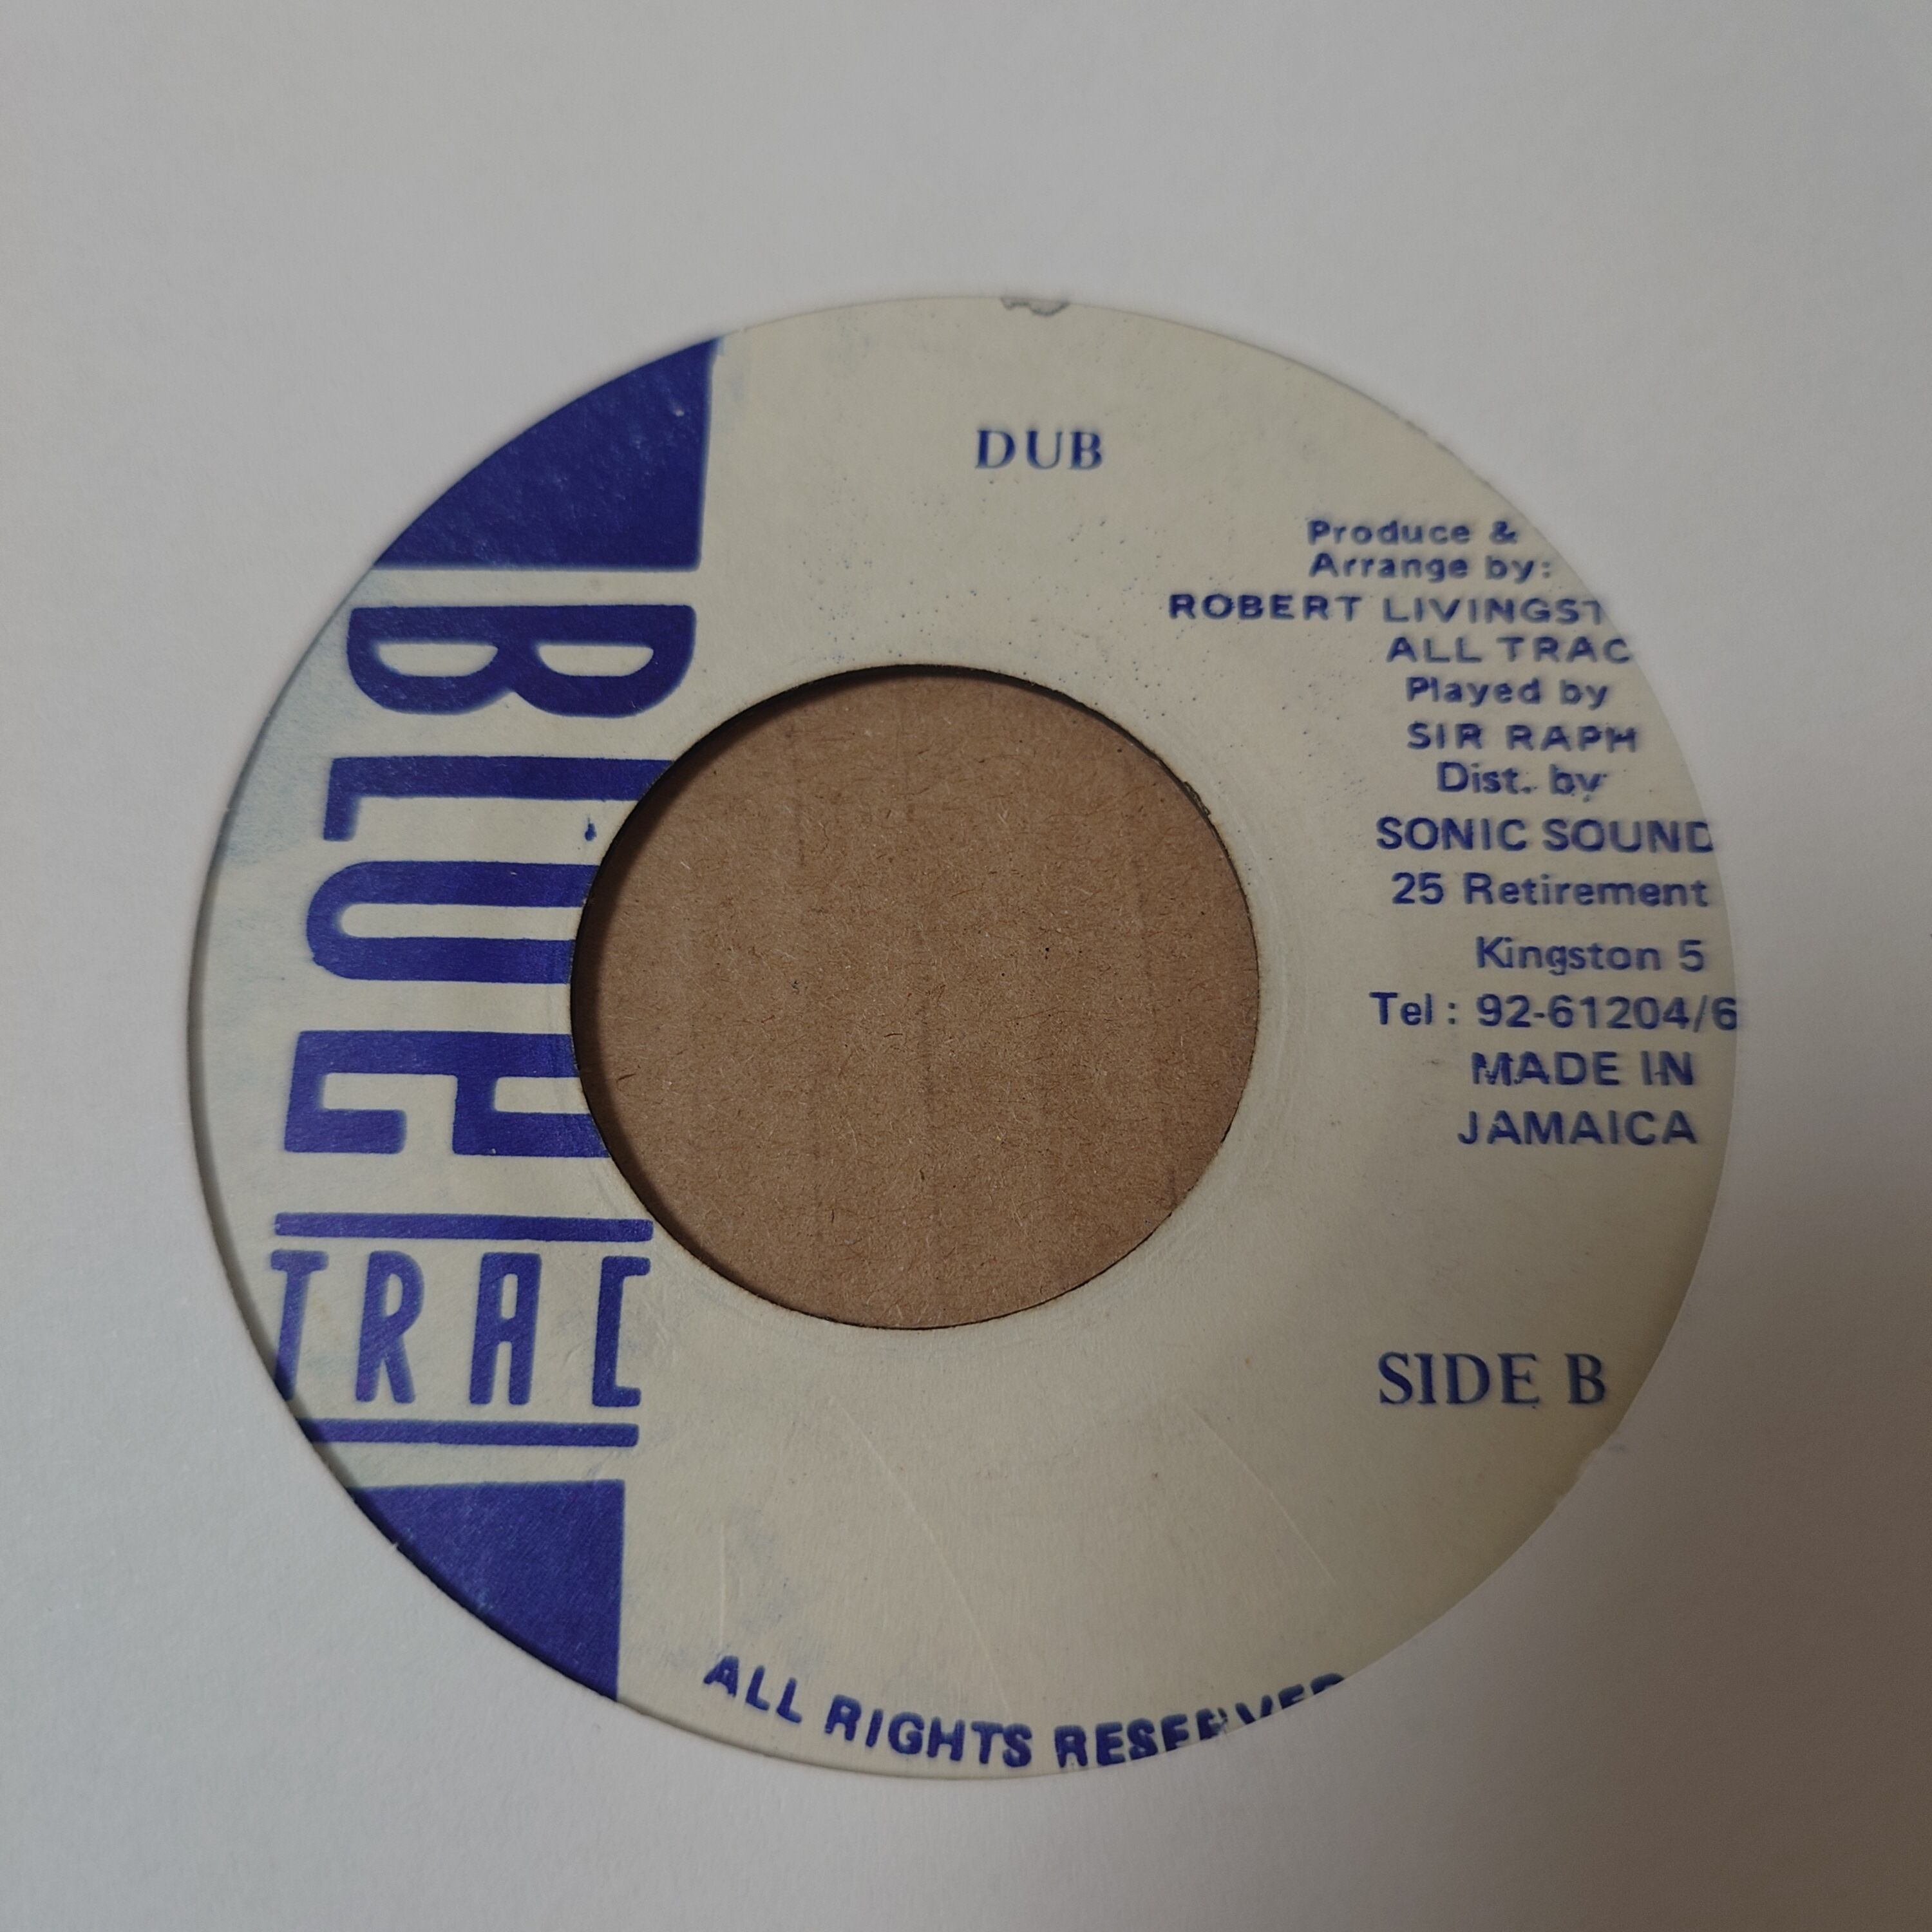 BLUE
TRAC
DUB
Produce &
Arrange by:
ROBERT LIVINGST
ALL TRAC
Played by
SIR RAPH
Dist. by
SONIC SOUND
25 Retirement
Kingston 5
Tel: 92-61204/6
MADE IN
JAMAICA
SIDE B
ALL RIGHTS RESERVED